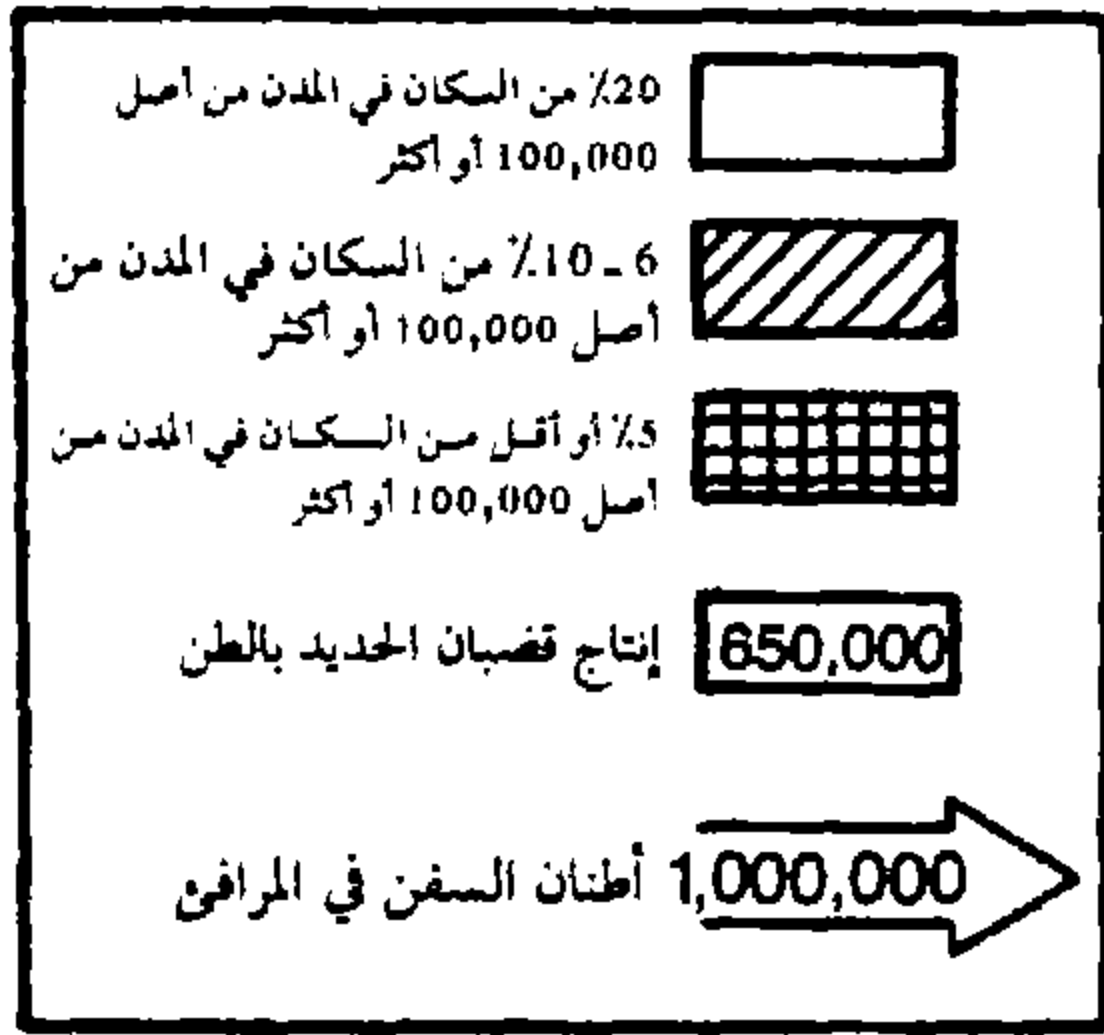 20٪ من السكان في المدن من أصل
100,000 أو أكثر
6 - 10٪ من السكان في المدن من
أصل 100,000 أو أكثر
5٪ أو أقل من السكان في المدن من
أصل 100,000 أو أكثر
إنتاج قضبان الحديد بالطن 650,000
أطنان السفن في المرافئ 1,000,000